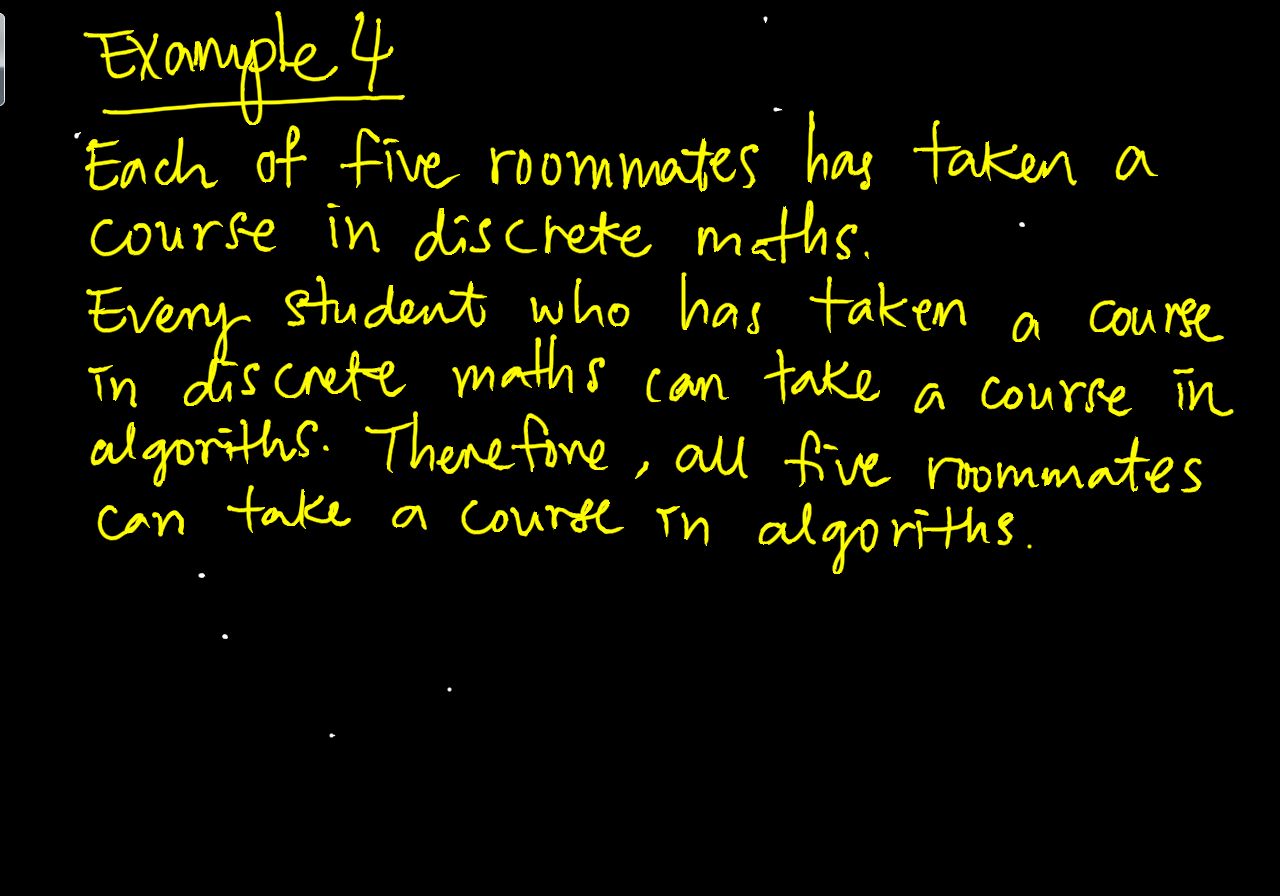 Example 4
Each of five roommates has taken a
course in discrete maths.
Every student who has taken a course
in discrete maths can take a course in
algoriths. Therefore, all five roommates
can take a course in algoriths.